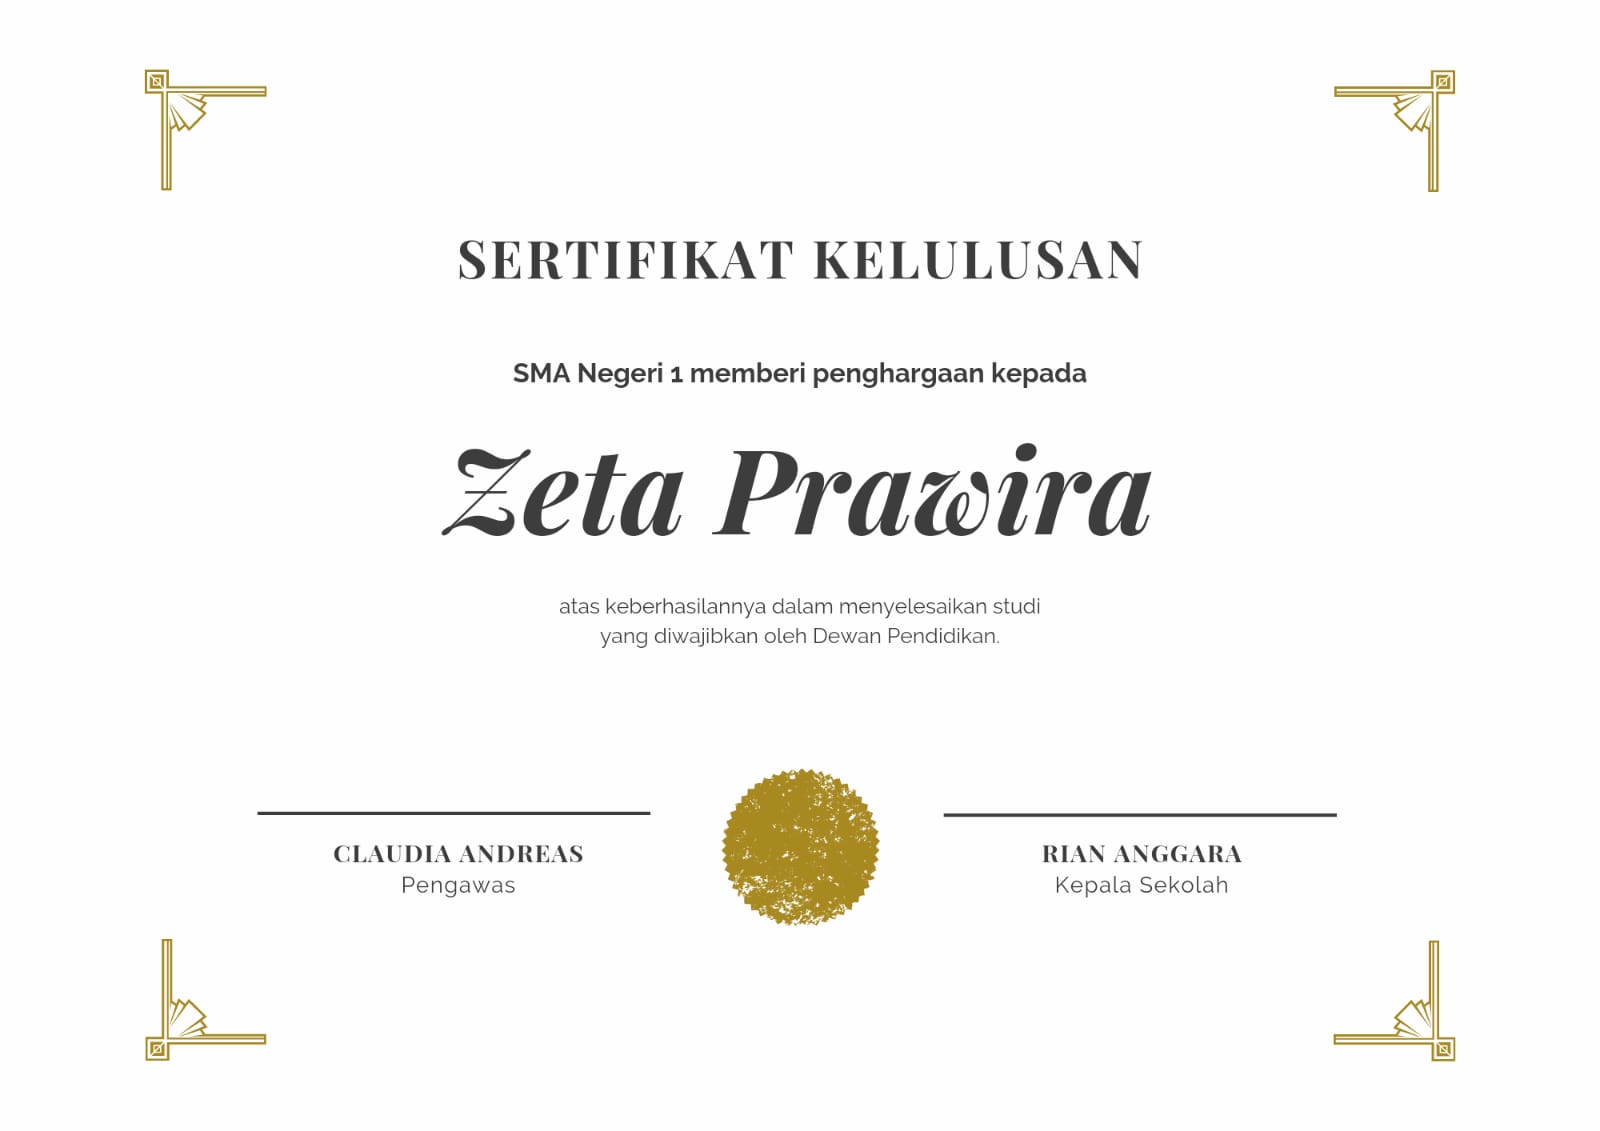 SERTIFIKAT KELULUSAN
SMA Negeri 1 memberi penghargaan kepada
Zeta Prawira
atas keberhasilannya dalam menyelesaikan studi
yang diwajibkan oleh Dewan Pendidikan.
CLAUDIA ANDREAS
Pengawas
RIAN ANGGARA
Kepala Sekolah